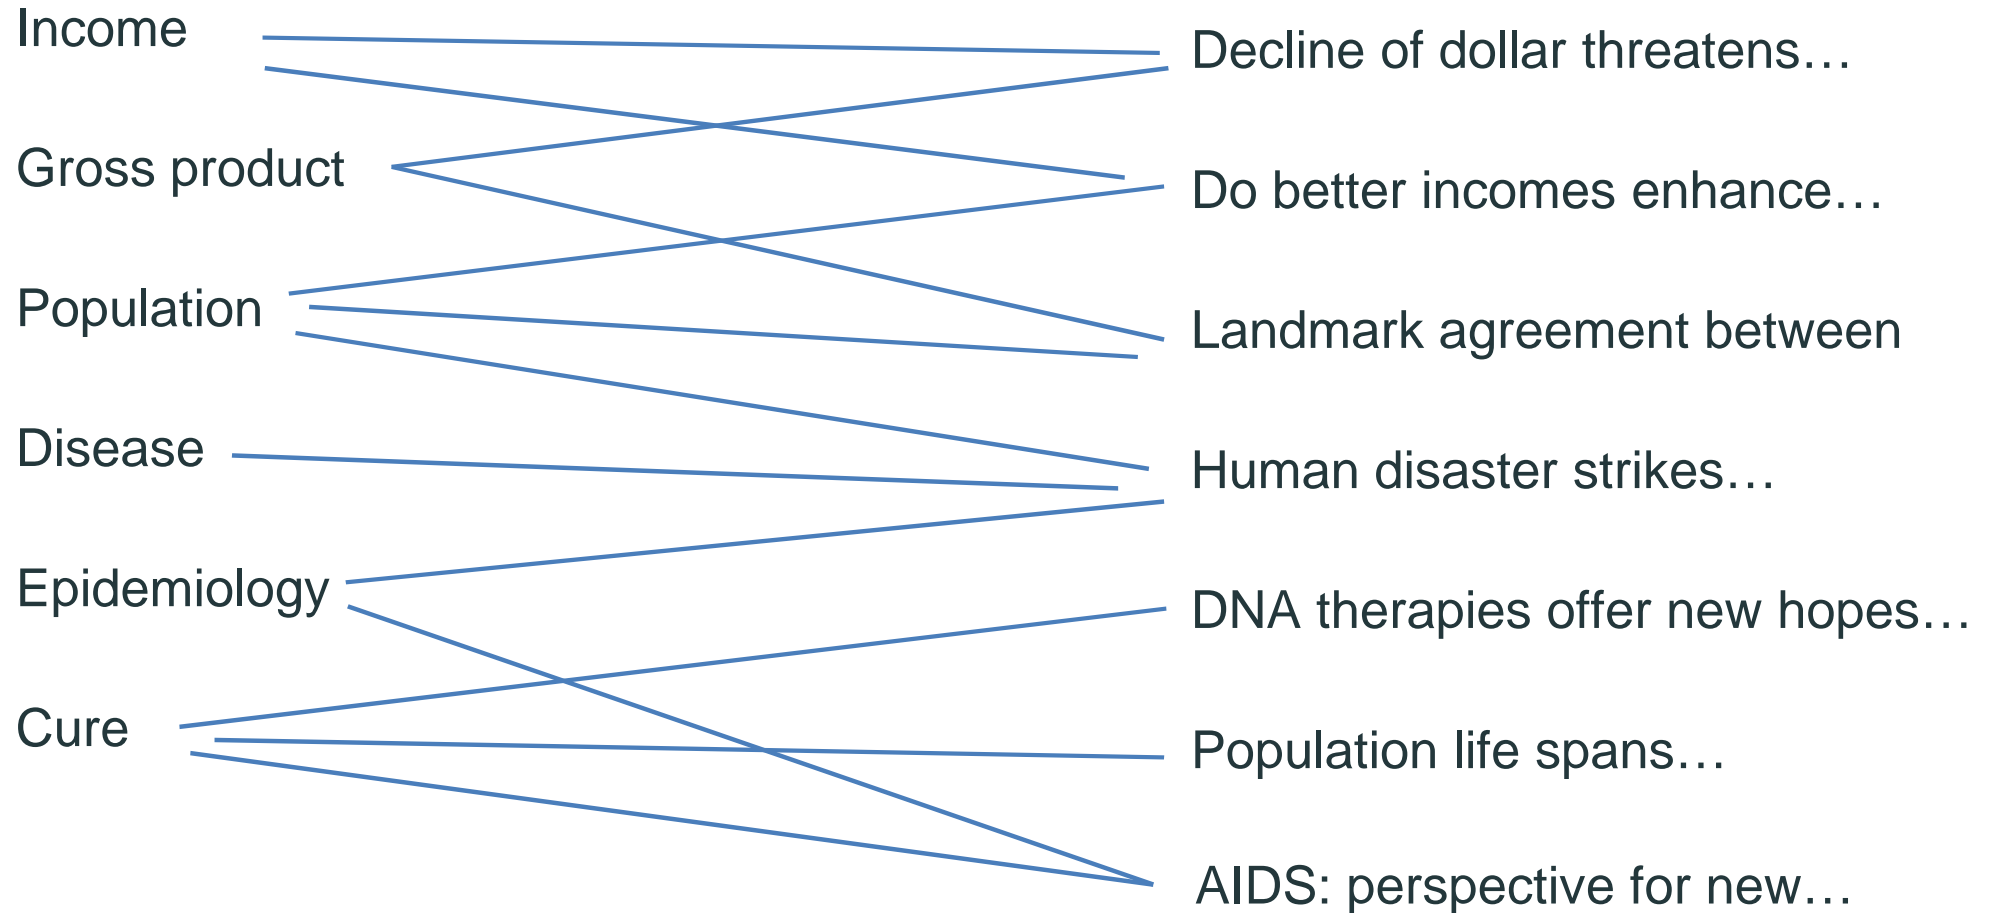 Income
Gross product
Population
Disease
Epidemiology
Cure
Decline of dollar threatens…
Do better incomes enhance…
Landmark agreement between
Human disaster strikes…
DNA therapies offer new hopes…
Population life spans…
AIDS: perspective for new…